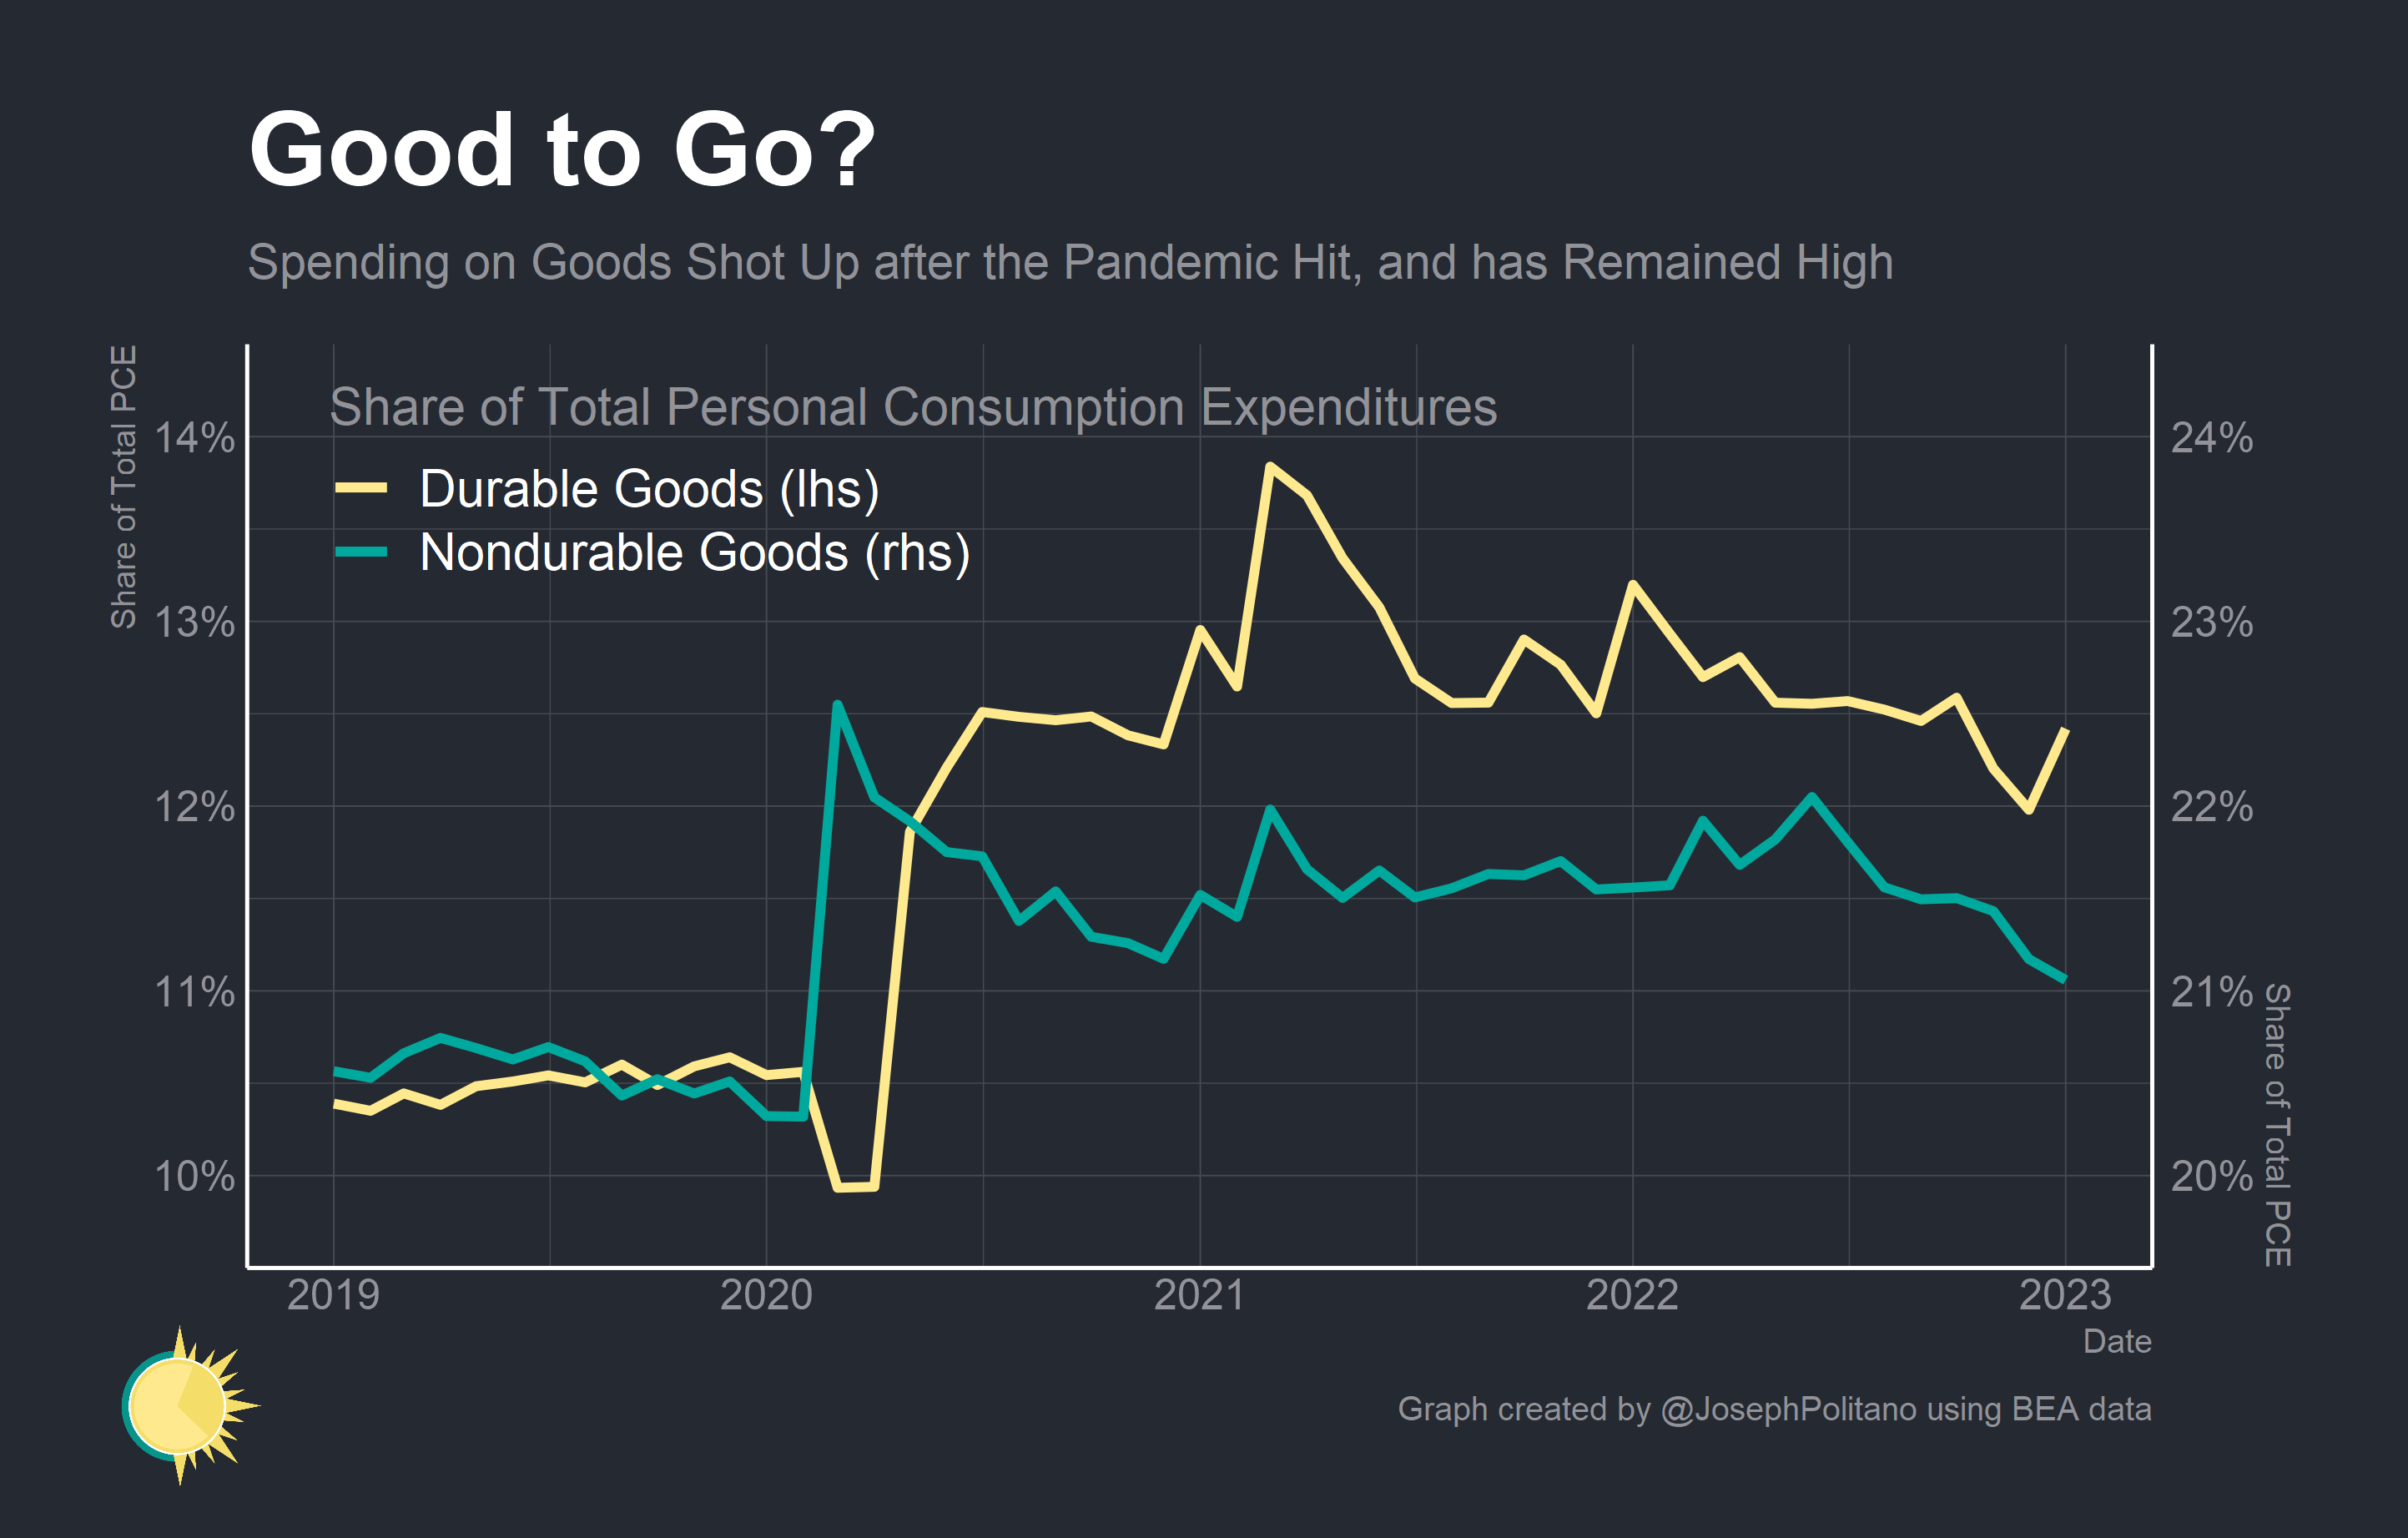 Good to Go?
Spending on Goods Shot Up after the Pandemic Hit, and has Remained High
Share of Total PCE
Share of Total Personal Consumption Expenditures
Durable Goods (lhs)
Nondurable Goods (rhs)
14%
13%
12%
11%
10%
24%
23%
22%
21%
20%
Share of Total PCE
2019
2020
2021
2022
2023
Date
Graph created by @JosephPolitano using BEA data